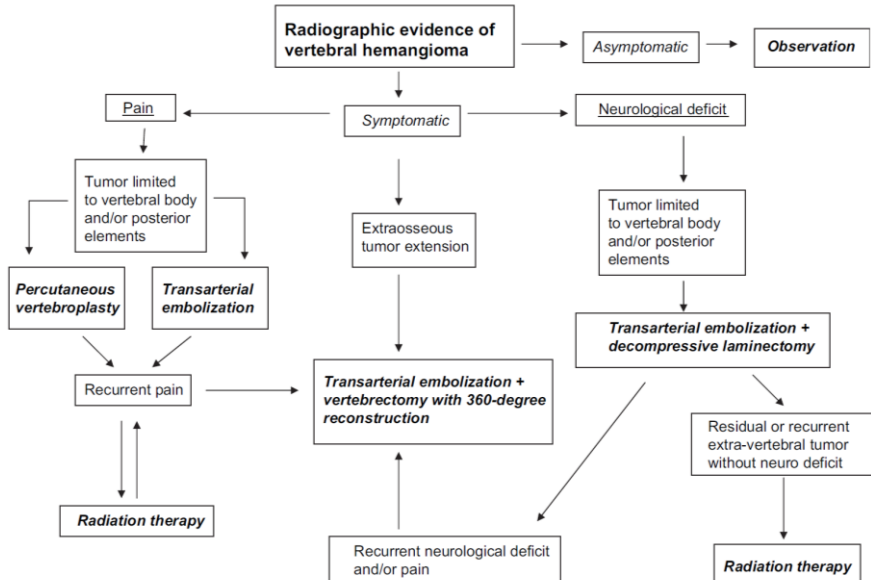 Radiographic evidence of
vertebral hemangioma
Asymptomatic
Observation
Pain
Symptomatic
Neurological deficit
Tumor limited
to vertebral body
and/or posterior
elements
Extraosseous
tumor extension
Tumor limited
to vertebral body
and/or posterior
elements
Percutaneous
vertebroplasty
Transarterial
embolization
Transarterial embolization +
decompressive laminectomy
Recurrent pain
Transarterial embolization +
vertebrectomy with 360-degree
reconstruction
Residual or recurrent
extra-vertebral tumor
without neuro deficit
Radiation therapy
Recurrent neurological deficit
and/or pain
Radiation therapy